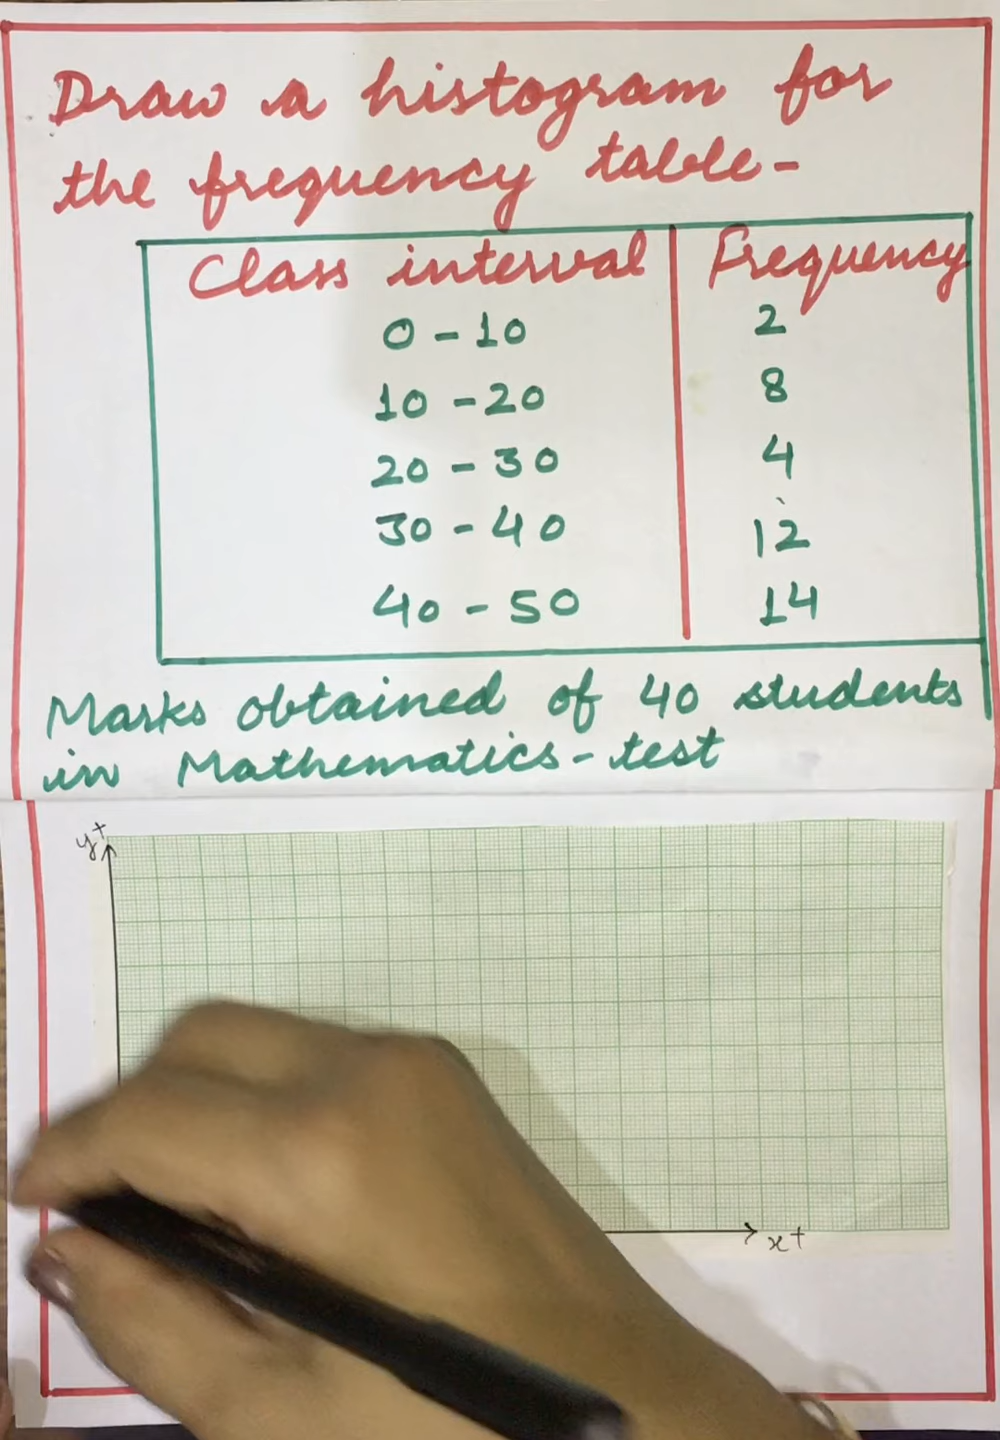 Draw a histogram for
the frequency table-
Class interval Frequency
0 - 10 2
10 - 20 8
20 - 30 4
30 - 40 12
40 - 50 14
Marks obtained of 40 students
in Mathematics-test
y+
x+